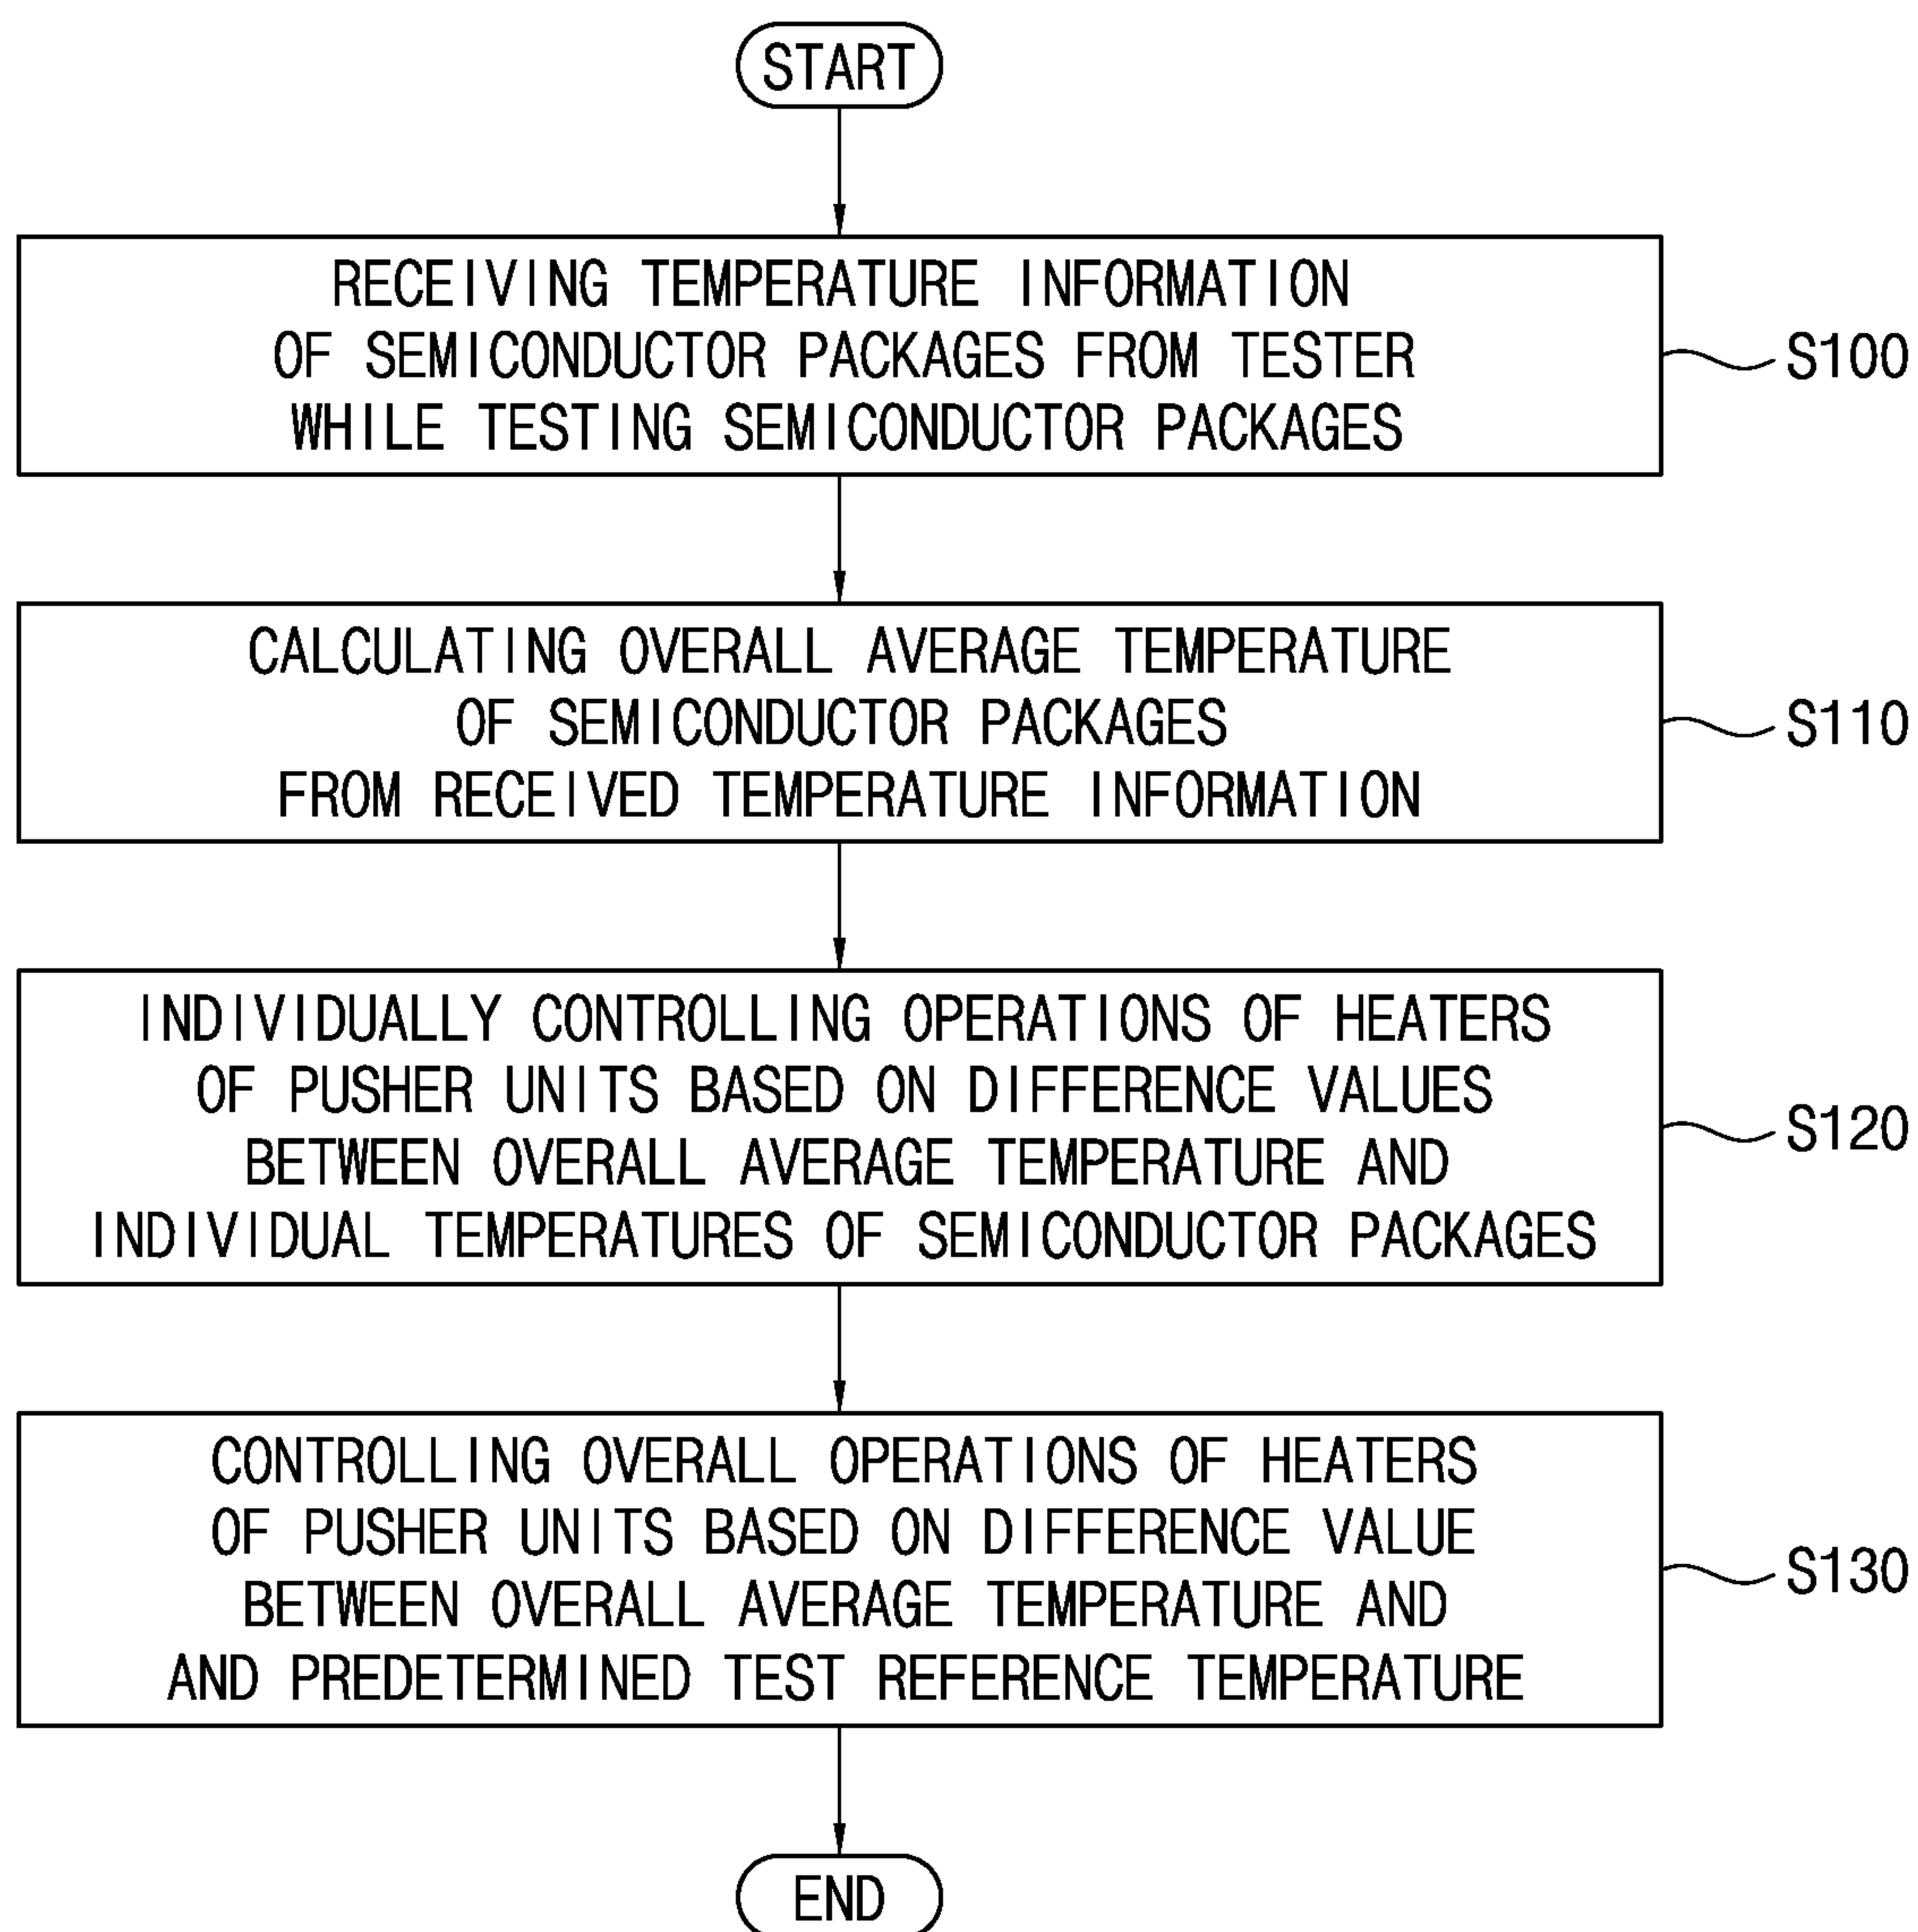 START
RECEIVING TEMPERATURE INFORMATION
OF SEMICONDUCTOR PACKAGES FROM TESTER
WHILE TESTING SEMICONDUCTOR PACKAGES
S100
CALCULATING OVERALL AVERAGE TEMPERATURE
OF SEMICONDUCTOR PACKAGES
FROM RECEIVED TEMPERATURE INFORMATION
S110
INDIVIDUALLY CONTROLLING OPERATIONS OF HEATERS
OF PUSHER UNITS BASED ON DIFFERENCE VALUES
BETWEEN OVERALL AVERAGE TEMPERATURE AND
INDIVIDUAL TEMPERATURES OF SEMICONDUCTOR PACKAGES
S120
CONTROLLING OVERALL OPERATIONS OF HEATERS
OF PUSHER UNITS BASED ON DIFFERENCE VALUE
BETWEEN OVERALL AVERAGE TEMPERATURE AND
AND PREDETERMINED TEST REFERENCE TEMPERATURE
S130
END